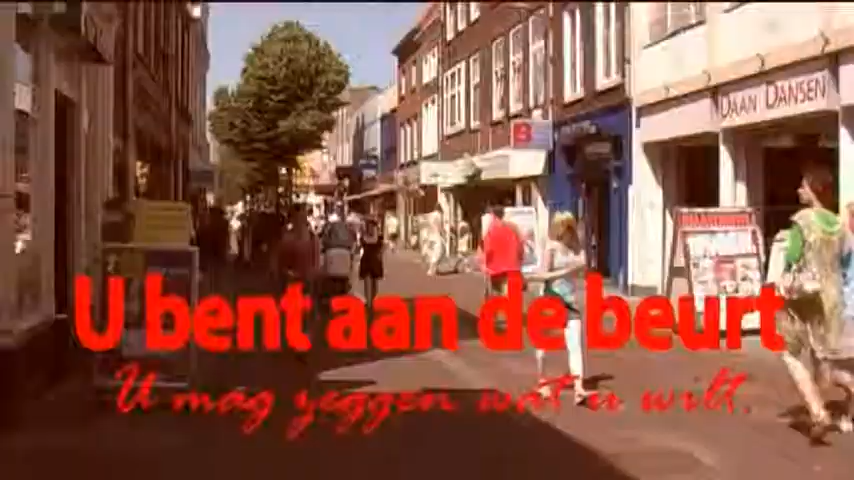 DAAN DANSEN
U bent aan de beurt
U mag zeggen wat u wilt.